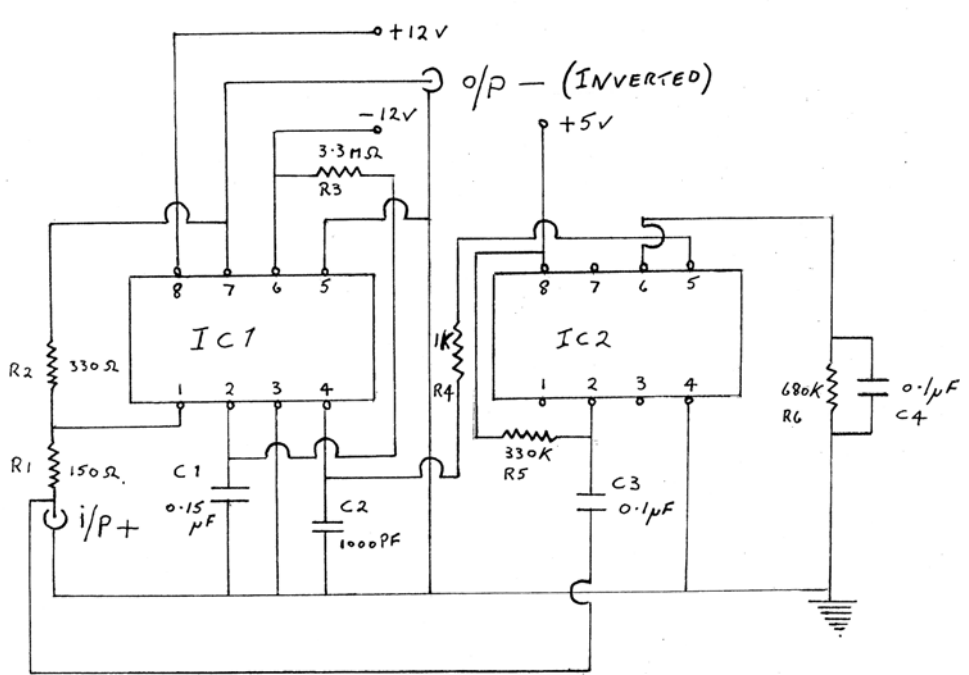 +12V
O/P — (INVERTED)
-12V
+5V
3.3MΩ
R3
8 7 6 5
8 7 6 5
IC1
IC2
R2 330Ω
1K
R4
680K
R6
0.1µF
C4
1 2 3 4
1 2 3 4
R1 150Ω.
C1
0.15
µF
330K
R5
C3
0.1µF
C2
1000PF
i/P +